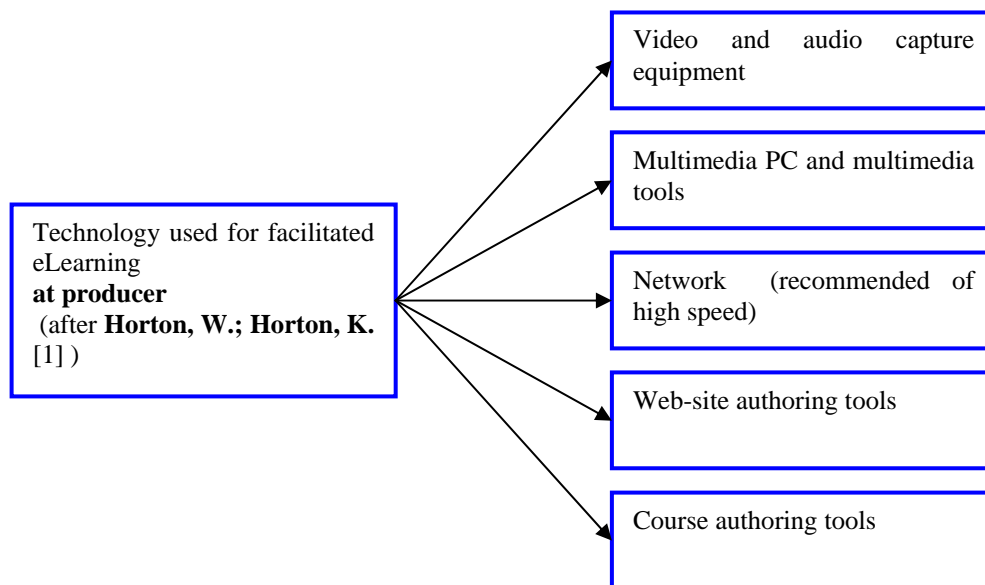 Technology used for facilitated
eLearning
at producer
(after Horton, W.; Horton, K.
[1] )
Video and audio capture
equipment
Multimedia PC and multimedia
tools
Network (recommended of
high speed)
Web-site authoring tools
Course authoring tools